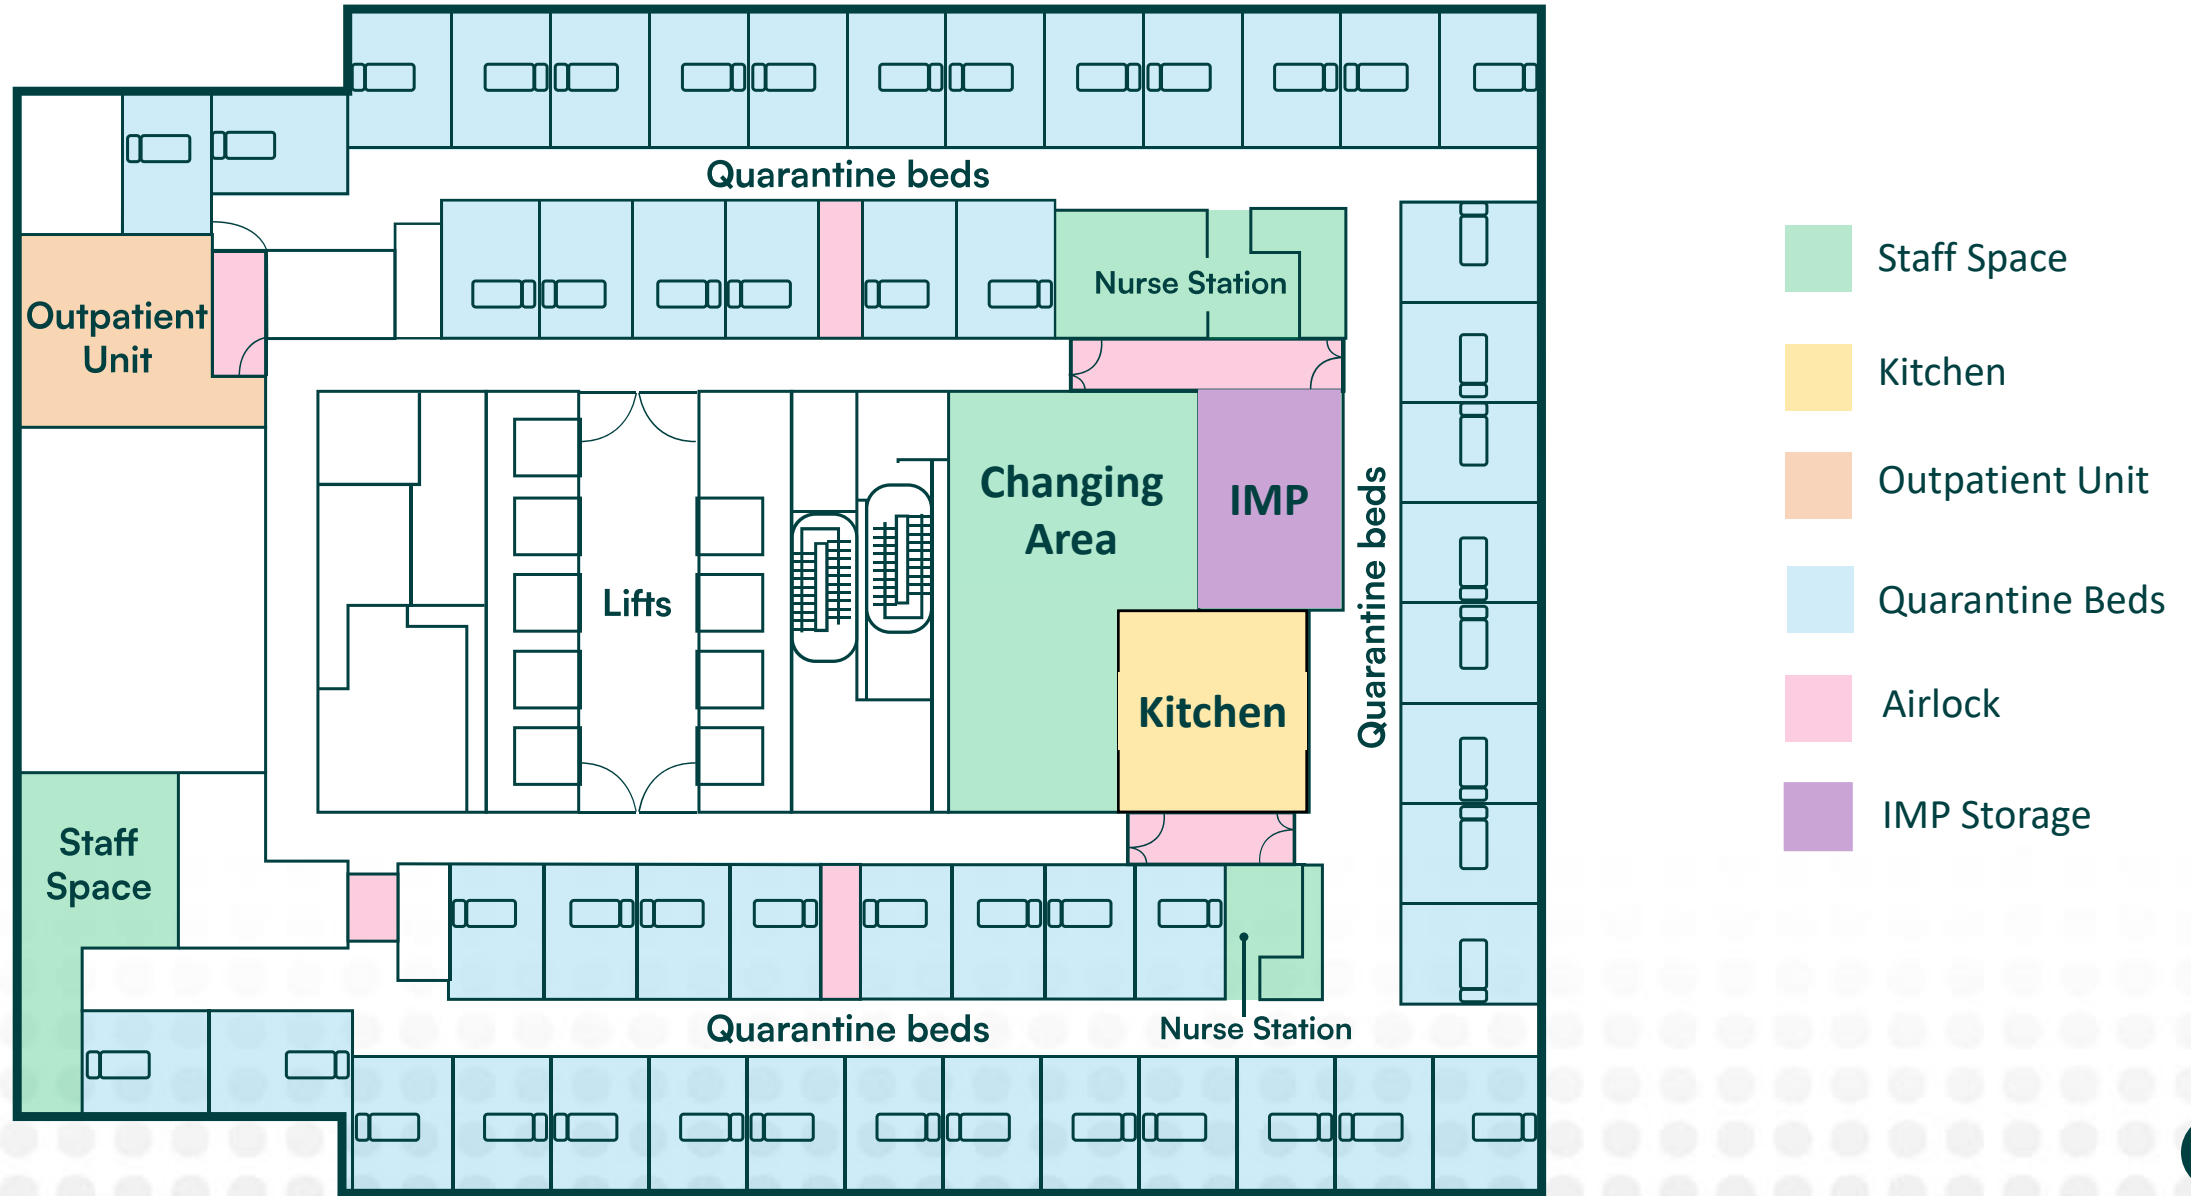 Quarantine beds
Nurse Station
Outpatient
Unit
Changing
Area
IMP
Quarantine beds
Lifts
Kitchen
Staff
Space
Quarantine beds
Nurse Station
Staff Space
Kitchen
Outpatient Unit
Quarantine Beds
Airlock
IMP Storage